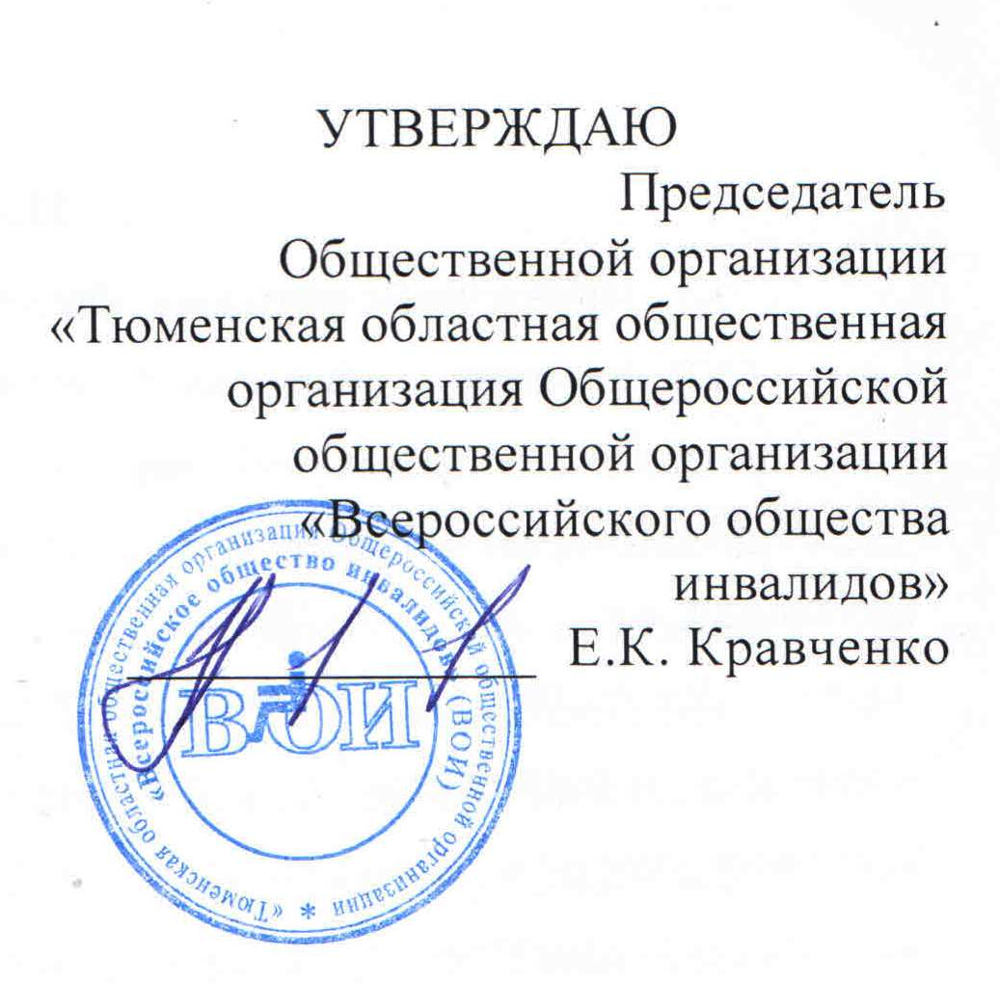 УТВЕРЖДАЮ
Председатель
Общественной организации
«Тюменская областная общественная
организация Общероссийской
общественной организации
«Всероссийского общества
инвалидов»
Е.К. Кравченко
«Тюменская областная общественная организация Общероссийской общественной организации *
«Всероссийское общество инвалидов» (ВОИ)
ВОИ